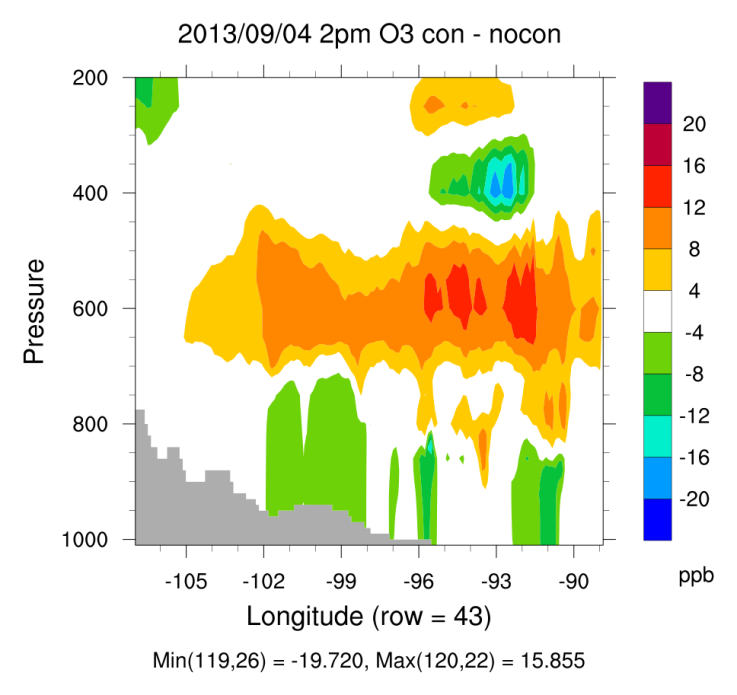 2013/09/04 2pm O3 con - nocon
200
400
600
800
1000
Pressure
-105 -102 -99 -96 -93 -90
Longitude (row = 43)
20
16
12
8
4
-4
-8
-12
-16
-20
ppb
Min(119,26) = -19.720, Max(120,22) = 15.855